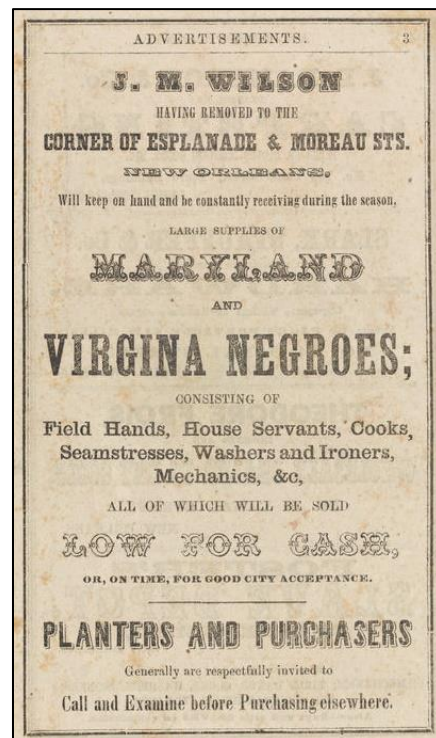 ADVERTISEMENTS. 3
J. M. WILSON
HAVING REMOVED TO THE
CORNER OF ESPLANADE & MOREAU STS.
NEW ORLEANS,
Will keep on hand and be constantly receiving during the season,
LARGE SUPPLIES OF
MARYLAND
AND
VIRGINA NEGROES;
CONSISTING OF
Field Hands, House Servants, Cooks,
Seamstresses, Washers and Ironers,
Mechanics, &c,
ALL OF WHICH WILL BE SOLD
LOW FOR CASH,
OR, ON TIME, FOR GOOD CITY ACCEPTANCE.
PLANTERS AND PURCHASERS
Generally are respectfully invited to
Call and Examine before Purchasing elsewhere.